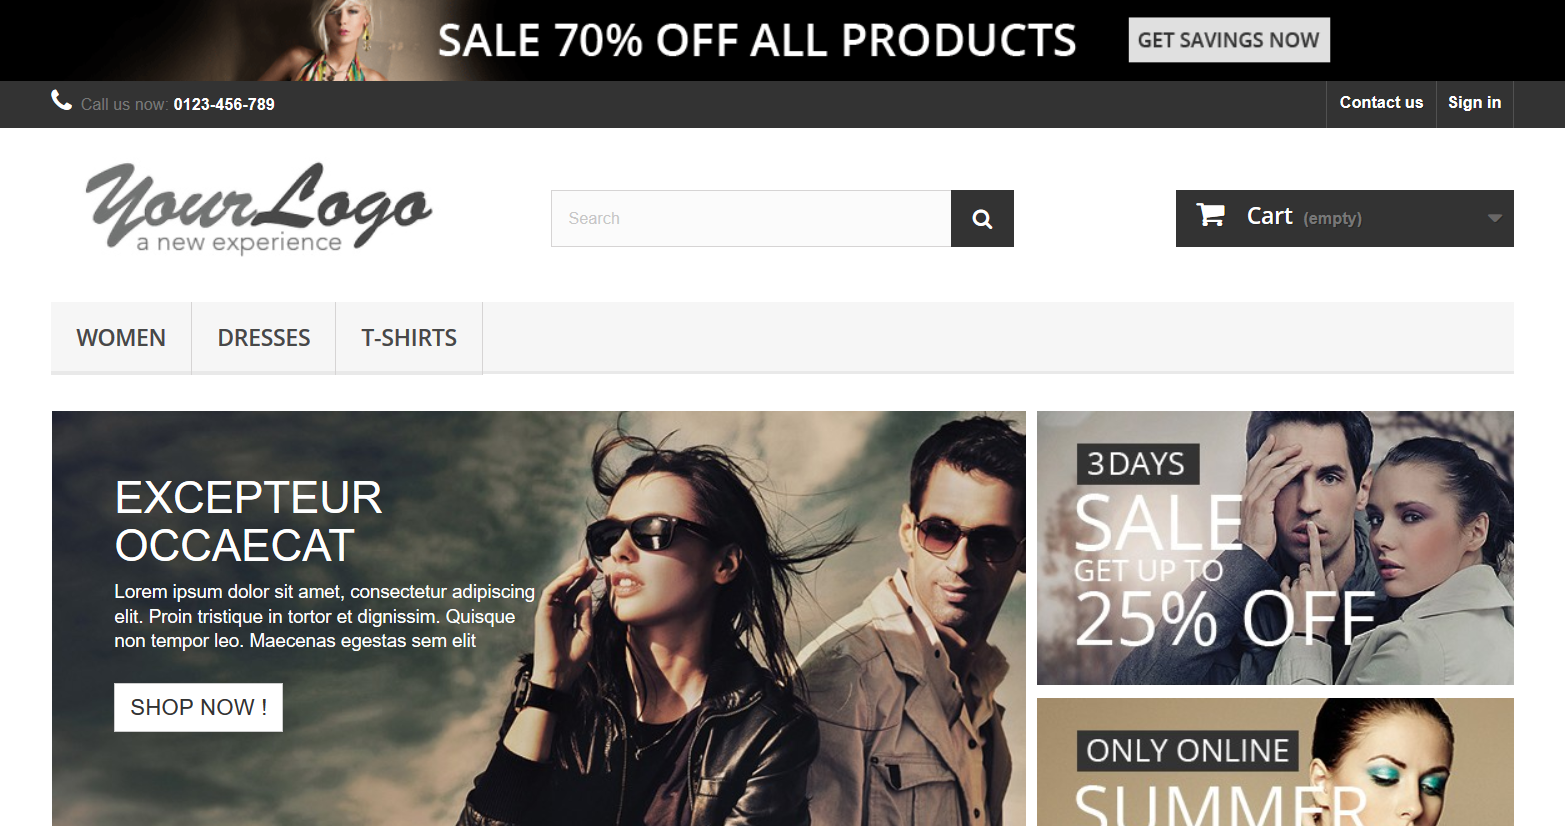 SALE 70% OFF ALL PRODUCTS
GET SAVINGS NOW
Call us now: 0123-456-789
Contact us
Sign in
Your Logo
a new experience
Search
Cart (empty)
WOMEN
DRESSES
T-SHIRTS
EXCEPTEUR
OCCAECAT
Lorem ipsum dolor sit amet, consectetur adipiscing
elit. Proin tristique in tortor et dignissim. Quisque
non tempor leo. Maecenas egestas sem elit
SHOP NOW !
3 DAYS
SALE
GET UP TO
25% OFF
ONLY ONLINE
SUMMER